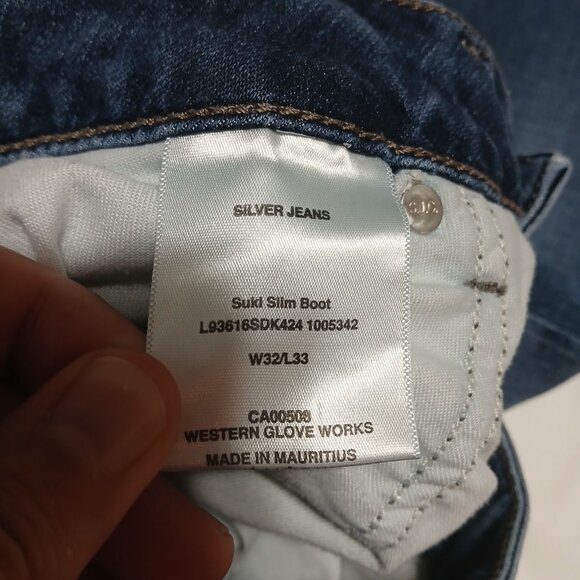 SILVER JEANS
S.J.C.
Suki Slim Boot
L93616SDK424 1005342
W32/L33
CA00509
WESTERN GLOVE WORKS
MADE IN MAURITIUS